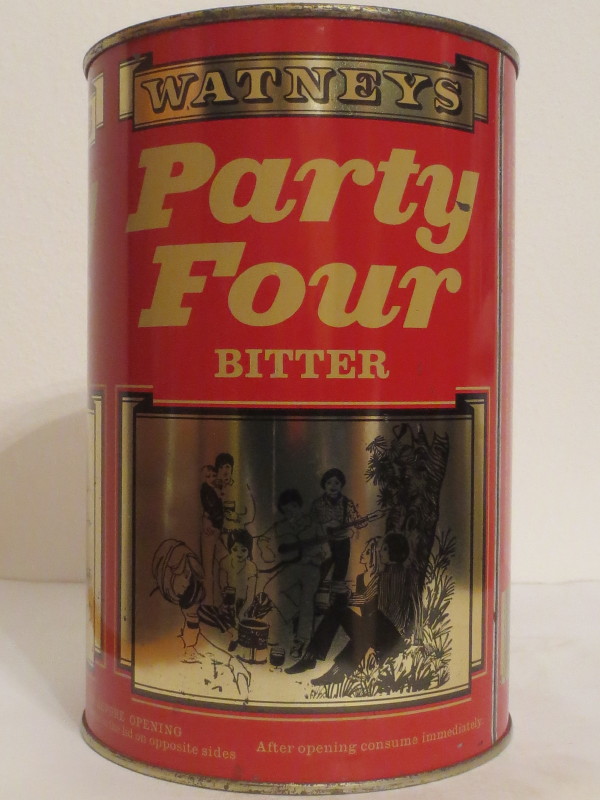 WATNEYS
Party
Four
BITTER
OPENING
on opposite sides
After opening consume immediately